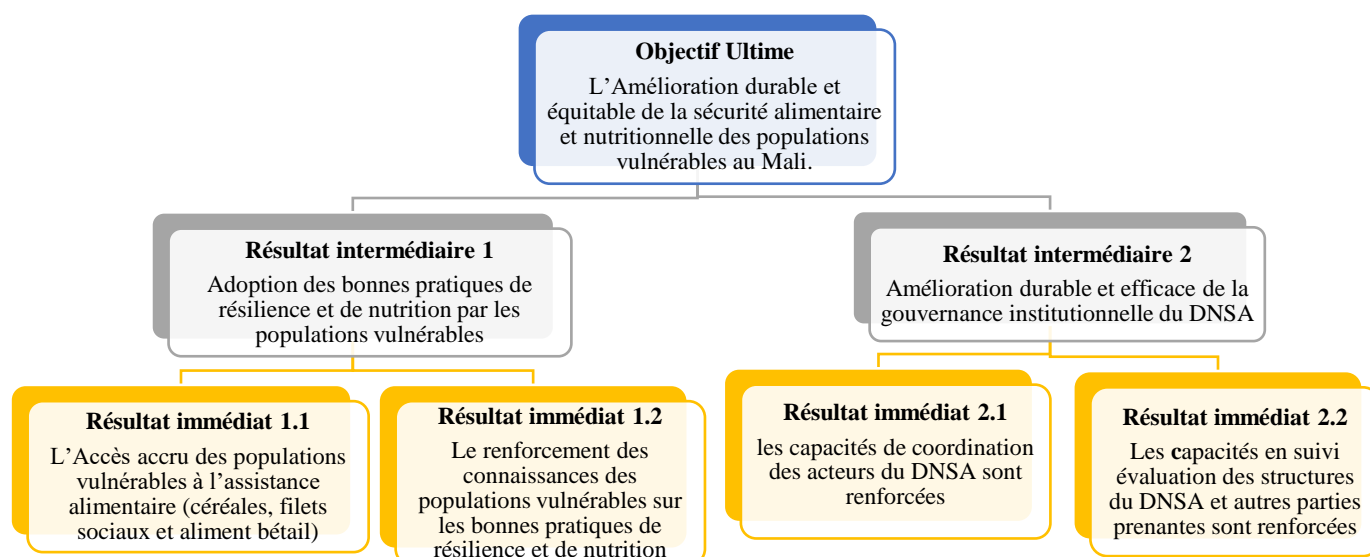 Objectif Ultime
L'Amélioration durable et
équitable de la sécurité alimentaire
et nutritionnelle des populations
vulnérables au Mali.
Résultat intermédiaire 1
Adoption des bonnes pratiques de
résilience et de nutrition par les
populations vulnérables
Résultat intermédiaire 2
Amélioration durable et efficace de la
gouvernance institutionnelle du DNSA
Résultat immédiat 1.1
L'Accès accru des populations
vulnérables à l'assistance
alimentaire (céréales, filets
sociaux et aliment bétail)
Résultat immédiat 1.2
Le renforcement des
connaissances des
populations vulnérables sur
les bonnes pratiques de
résilience et de nutrition
Résultat immédiat 2.1
les capacités de coordination
des acteurs du DNSA sont
renforcées
Résultat immédiat 2.2
Les capacités en suivi
évaluation des structures
du DNSA et autres parties
prenantes sont renforcées